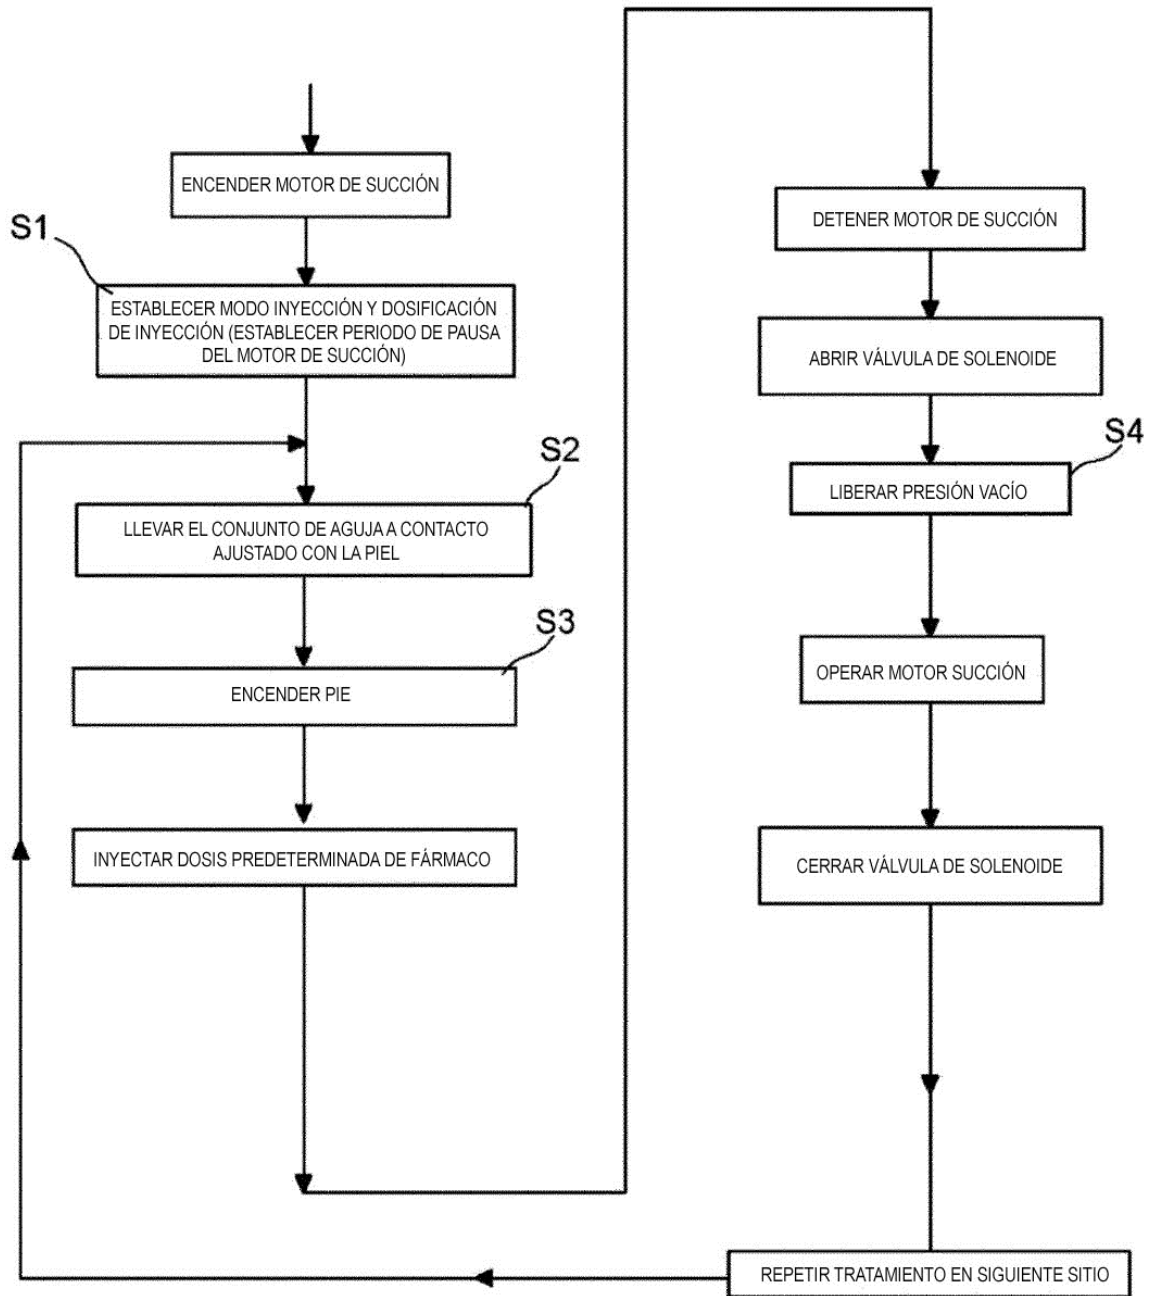 ENCENDER MOTOR DE SUCCIÓN
S1
ESTABLECER MODO INYECCIÓN Y DOSIFICACIÓN
DE INYECCIÓN (ESTABLECER PERIODO DE PAUSA
DEL MOTOR DE SUCCIÓN)
S2
LLEVAR EL CONJUNTO DE AGUJA A CONTACTO
AJUSTADO CON LA PIEL
S3
ENCENDER PIE
INYECTAR DOSIS PREDETERMINADA DE FÁRMACO
DETENER MOTOR DE SUCCIÓN
ABRIR VÁLVULA DE SOLENOIDE
S4
LIBERAR PRESIÓN VACÍO
OPERAR MOTOR SUCCIÓN
CERRAR VÁLVULA DE SOLENOIDE
REPETIR TRATAMIENTO EN SIGUIENTE SITIO